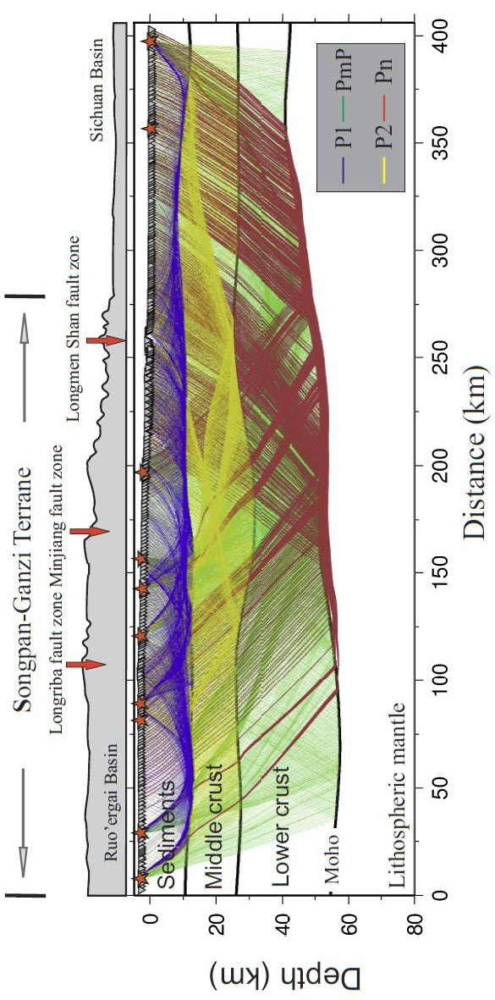 Songpan-Ganzi Terrane
Longriba fault zone Minjiang fault zone
Longmen Shan fault zone
Ruo'ergai Basin
Sichuan Basin
Sediments
Middle crust
Lower crust
Moho
Lithospheric mantle
P1 PmP
P2 Pn
Depth (km)
0
20
40
60
80
0 50 100 150 200 250 300 350 400
Distance (km)